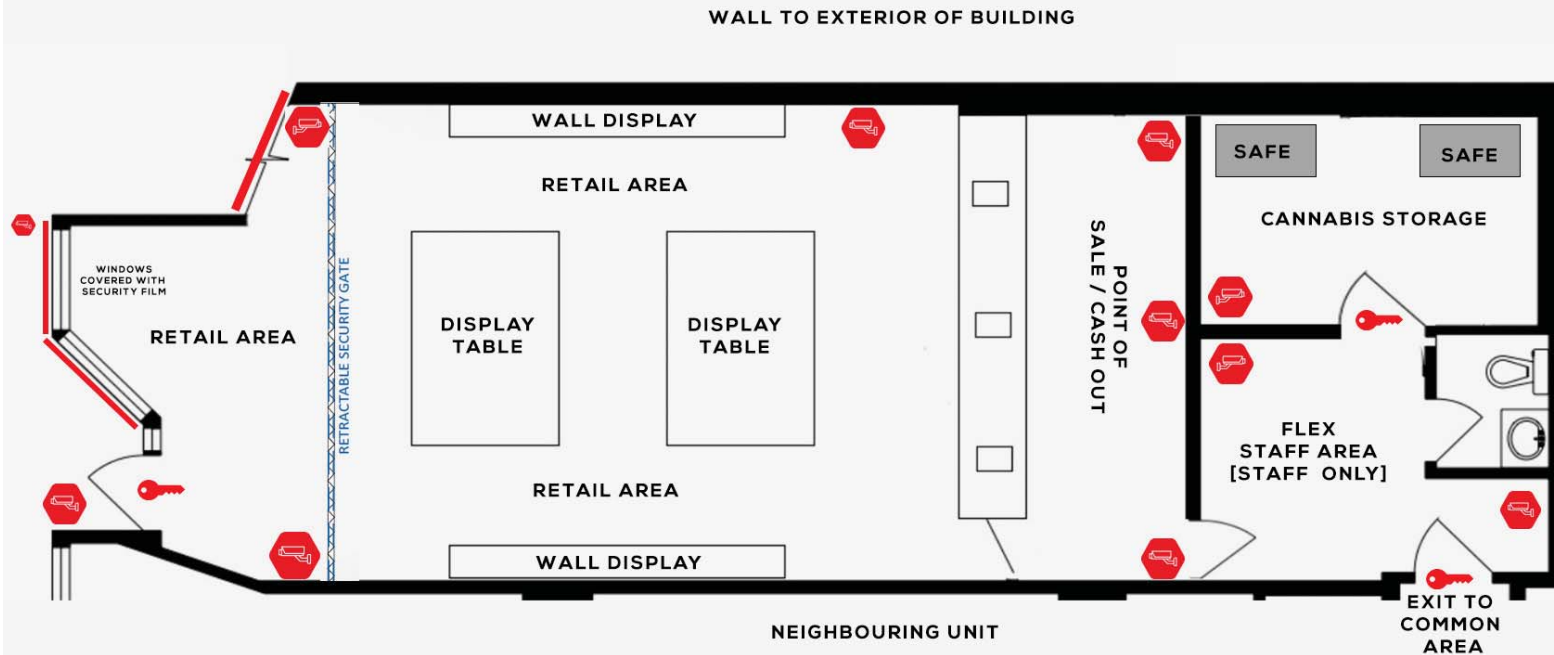 WALL TO EXTERIOR OF BUILDING
WALL DISPLAY
RETAIL AREA
SAFE
SAFE
CANNABIS STORAGE
WINDOWS
COVERED WITH
SECURITY FILM
RETAIL AREA
RETRACTABLE SECURITY GATE
DISPLAY
TABLE
DISPLAY
TABLE
POINT OF
SALE / CASH OUT
FLEX
STAFF AREA
[STAFF ONLY]
RETAIL AREA
WALL DISPLAY
NEIGHBOURING UNIT
EXIT TO
COMMON
AREA